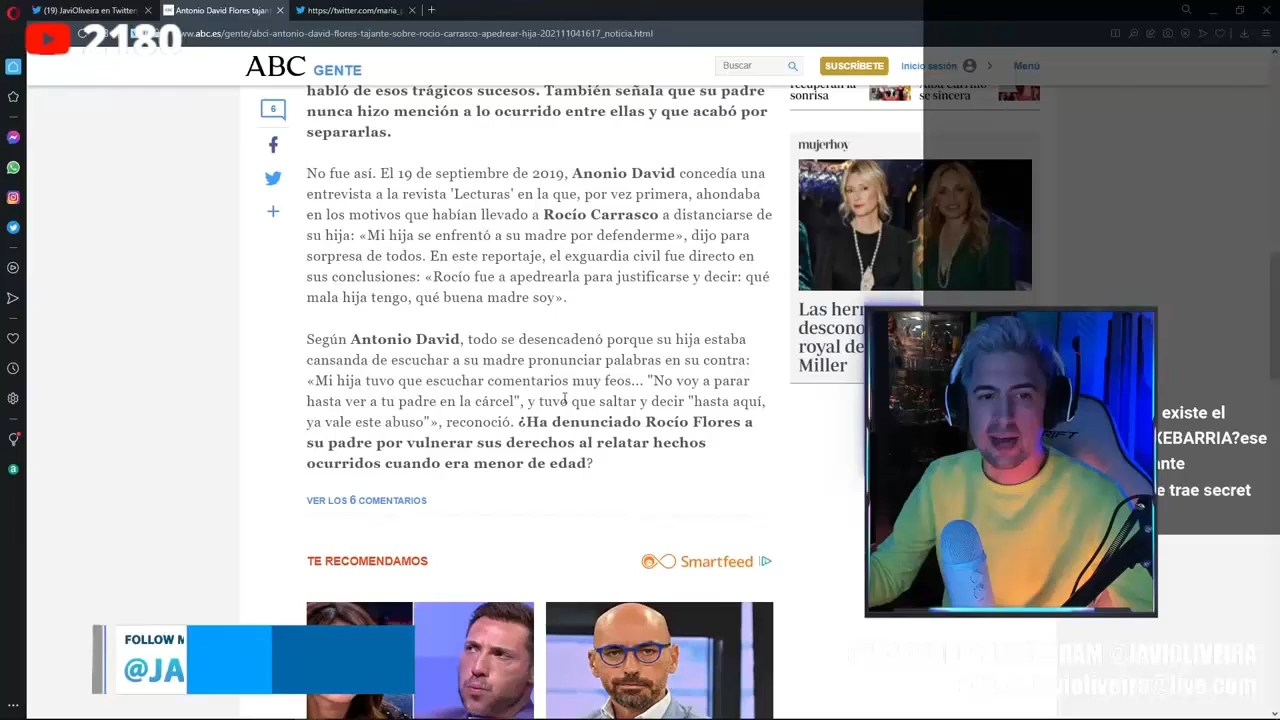 (19) JaviOliveira en Twitter
Antonio David Flores tajan
https://twitter.com/maria_
2180
www.abc.es/gente/abci-antonio-david-flores-tajante-sobre-rocio-carrasco-apedrear-hija-202111041617_noticia.html
ABC GENTE
Buscar
SUSCRÍBETE
Inicio sesión
Menú
6
habló de esos trágicos sucesos. También señala que su padre
nunca hizo mención a lo ocurrido entre ellas y que acabó por
separarlas.
No fue así. El 19 de septiembre de 2019, Anonio David concedía una
entrevista a la revista 'Lecturas' en la que, por vez primera, ahondaba
en los motivos que habían llevado a Rocío Carrasco a distanciarse de
su hija: «Mi hija se enfrentó a su madre por defenderme», dijo para
sorpresa de todos. En este reportaje, el exguardia civil fue directo en
sus conclusiones: «Rocío fue a apedrearla para justificarse y decir: qué
mala hija tengo, qué buena madre soy».
Según Antonio David, todo se desencadenó porque su hija estaba
cansanda de escuchar a su madre pronunciar palabras en su contra:
«Mi hija tuvo que escuchar comentarios muy feos... "No voy a parar
hasta ver a tu padre en la cárcel", y tuvo que saltar y decir "hasta aquí,
ya vale este abuso"», reconoció. ¿Ha denunciado Rocío Flores a
su padre por vulnerar sus derechos al relatar hechos
ocurridos cuando era menor de edad?
VER LOS 6 COMENTARIOS
TE RECOMENDAMOS
Smartfeed
recuperan la
sonrisa
se sincera
mujerhoy
Las her
descono
royal de
Miller
existe el
XEBARRIA?ese
ante
e trae secret
FOLLOW M
@JA
@JAVIOLIVEIRA
javioliveira@live.com